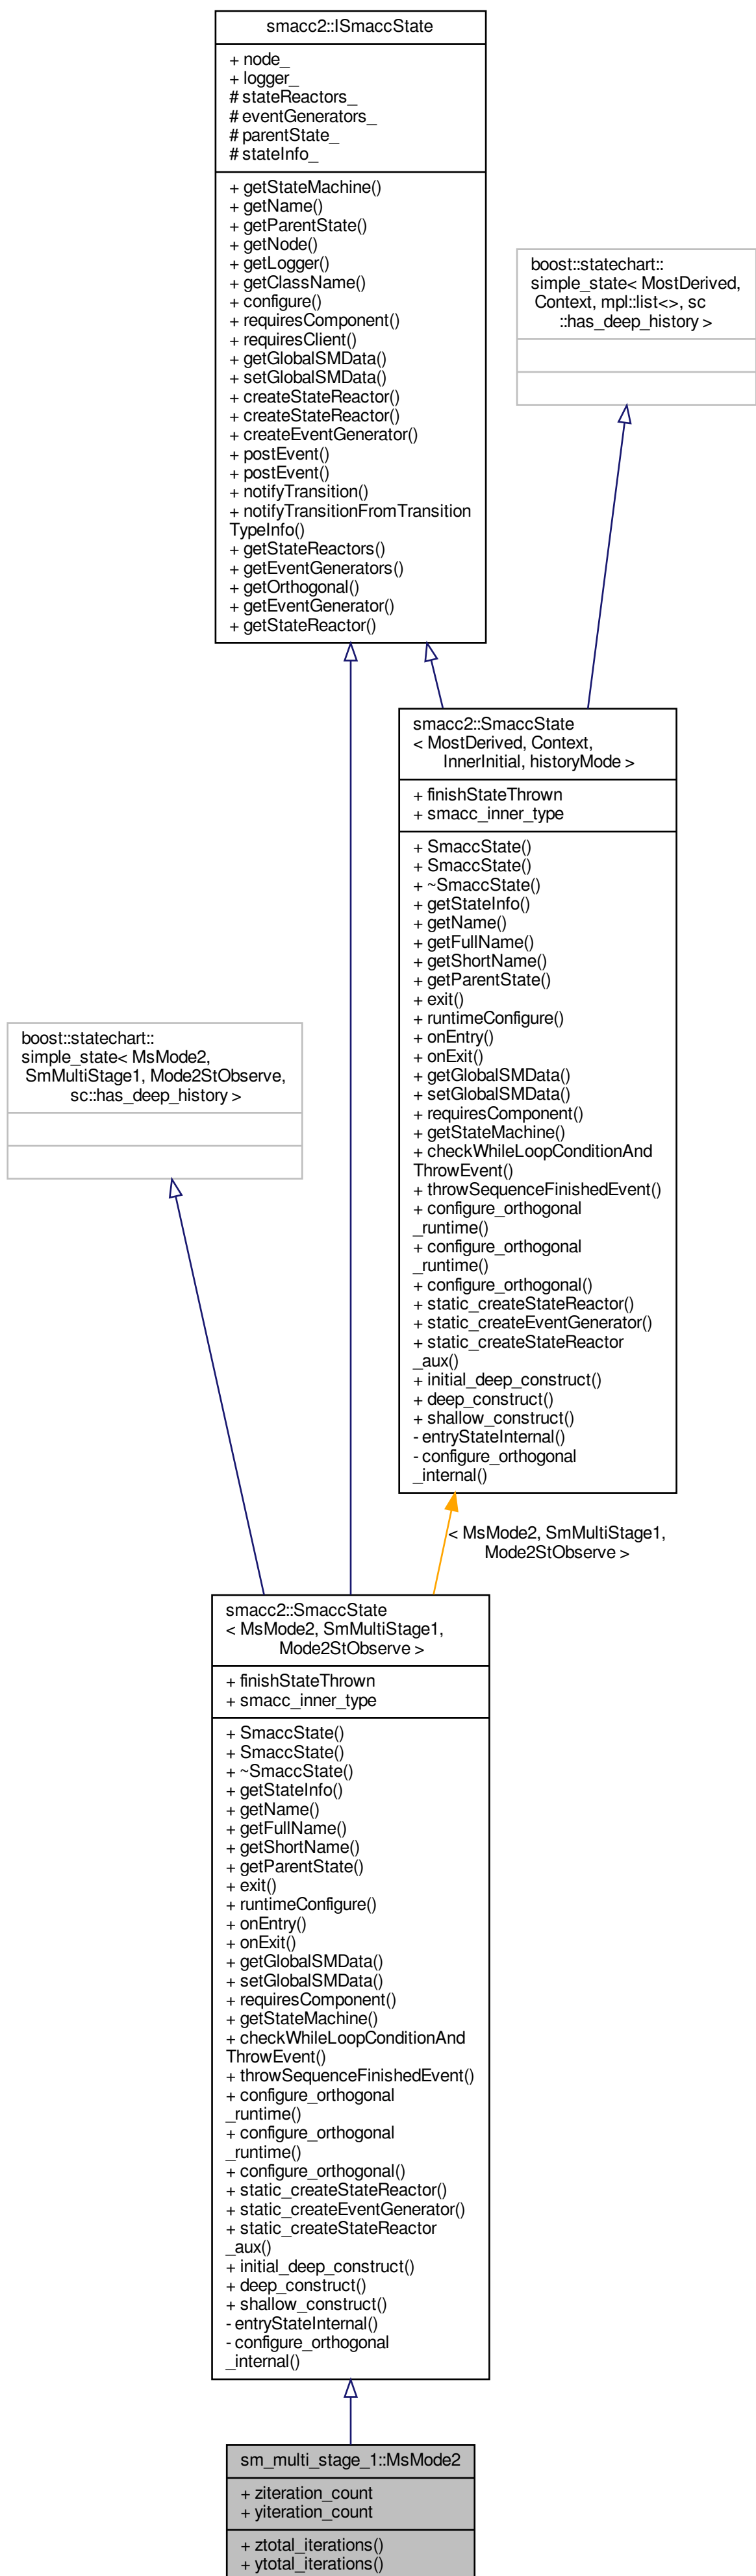 smacc2::ISmaccState
+ node_
+ logger_
# stateReactors_
# eventGenerators_
# parentState_
# stateInfo_
+ getStateMachine()
+ getName()
+ getParentState()
+ getNode()
+ getLogger()
+ getClassName()
+ configure()
+ requiresComponent()
+ requiresClient()
+ getGlobalSMData()
+ setGlobalSMData()
+ createStateReactor()
+ createStateReactor()
+ createEventGenerator()
+ postEvent()
+ postEvent()
+ notifyTransition()
+ notifyTransitionFromTransition
TypeInfo()
+ getStateReactors()
+ getEventGenerators()
+ getOrthogonal()
+ getEventGenerator()
+ getStateReactor()
boost::statechart::
simple_state< MostDerived,
Context, mpl::list<>, sc
::has_deep_history >
smacc2::SmaccState
< MostDerived, Context,
InnerInitial, historyMode >
+ finishStateThrown
+ smacc_inner_type
+ SmaccState()
+ SmaccState()
+ ~SmaccState()
+ getStateInfo()
+ getName()
+ getFullName()
+ getShortName()
+ getParentState()
+ exit()
+ runtimeConfigure()
+ onEntry()
+ onExit()
+ getGlobalSMData()
+ setGlobalSMData()
+ requiresComponent()
+ getStateMachine()
+ checkWhileLoopConditionAnd
ThrowEvent()
+ throwSequenceFinishedEvent()
+ configure_orthogonal
_runtime()
+ configure_orthogonal
_runtime()
+ configure_orthogonal()
+ static_createStateReactor()
+ static_createEventGenerator()
+ static_createStateReactor
_aux()
+ initial_deep_construct()
+ deep_construct()
+ shallow_construct()
- entryStateInternal()
- configure_orthogonal
_internal()
boost::statechart::
simple_state< MsMode2,
SmMultiStage1, Mode2StObserve,
sc::has_deep_history >
< MsMode2, SmMultiStage1,
Mode2StObserve >
smacc2::SmaccState
< MsMode2, SmMultiStage1,
Mode2StObserve >
+ finishStateThrown
+ smacc_inner_type
+ SmaccState()
+ SmaccState()
+ ~SmaccState()
+ getStateInfo()
+ getName()
+ getFullName()
+ getShortName()
+ getParentState()
+ exit()
+ runtimeConfigure()
+ onEntry()
+ onExit()
+ getGlobalSMData()
+ setGlobalSMData()
+ requiresComponent()
+ getStateMachine()
+ checkWhileLoopConditionAnd
ThrowEvent()
+ throwSequenceFinishedEvent()
+ configure_orthogonal
_runtime()
+ configure_orthogonal
_runtime()
+ configure_orthogonal()
+ static_createStateReactor()
+ static_createEventGenerator()
+ static_createStateReactor
_aux()
+ initial_deep_construct()
+ deep_construct()
+ shallow_construct()
- entryStateInternal()
- configure_orthogonal
_internal()
sm_multi_stage_1::MsMode2
+ ziteration_count
+ yiteration_count
+ ztotal_iterations()
+ ytotal_iterations()